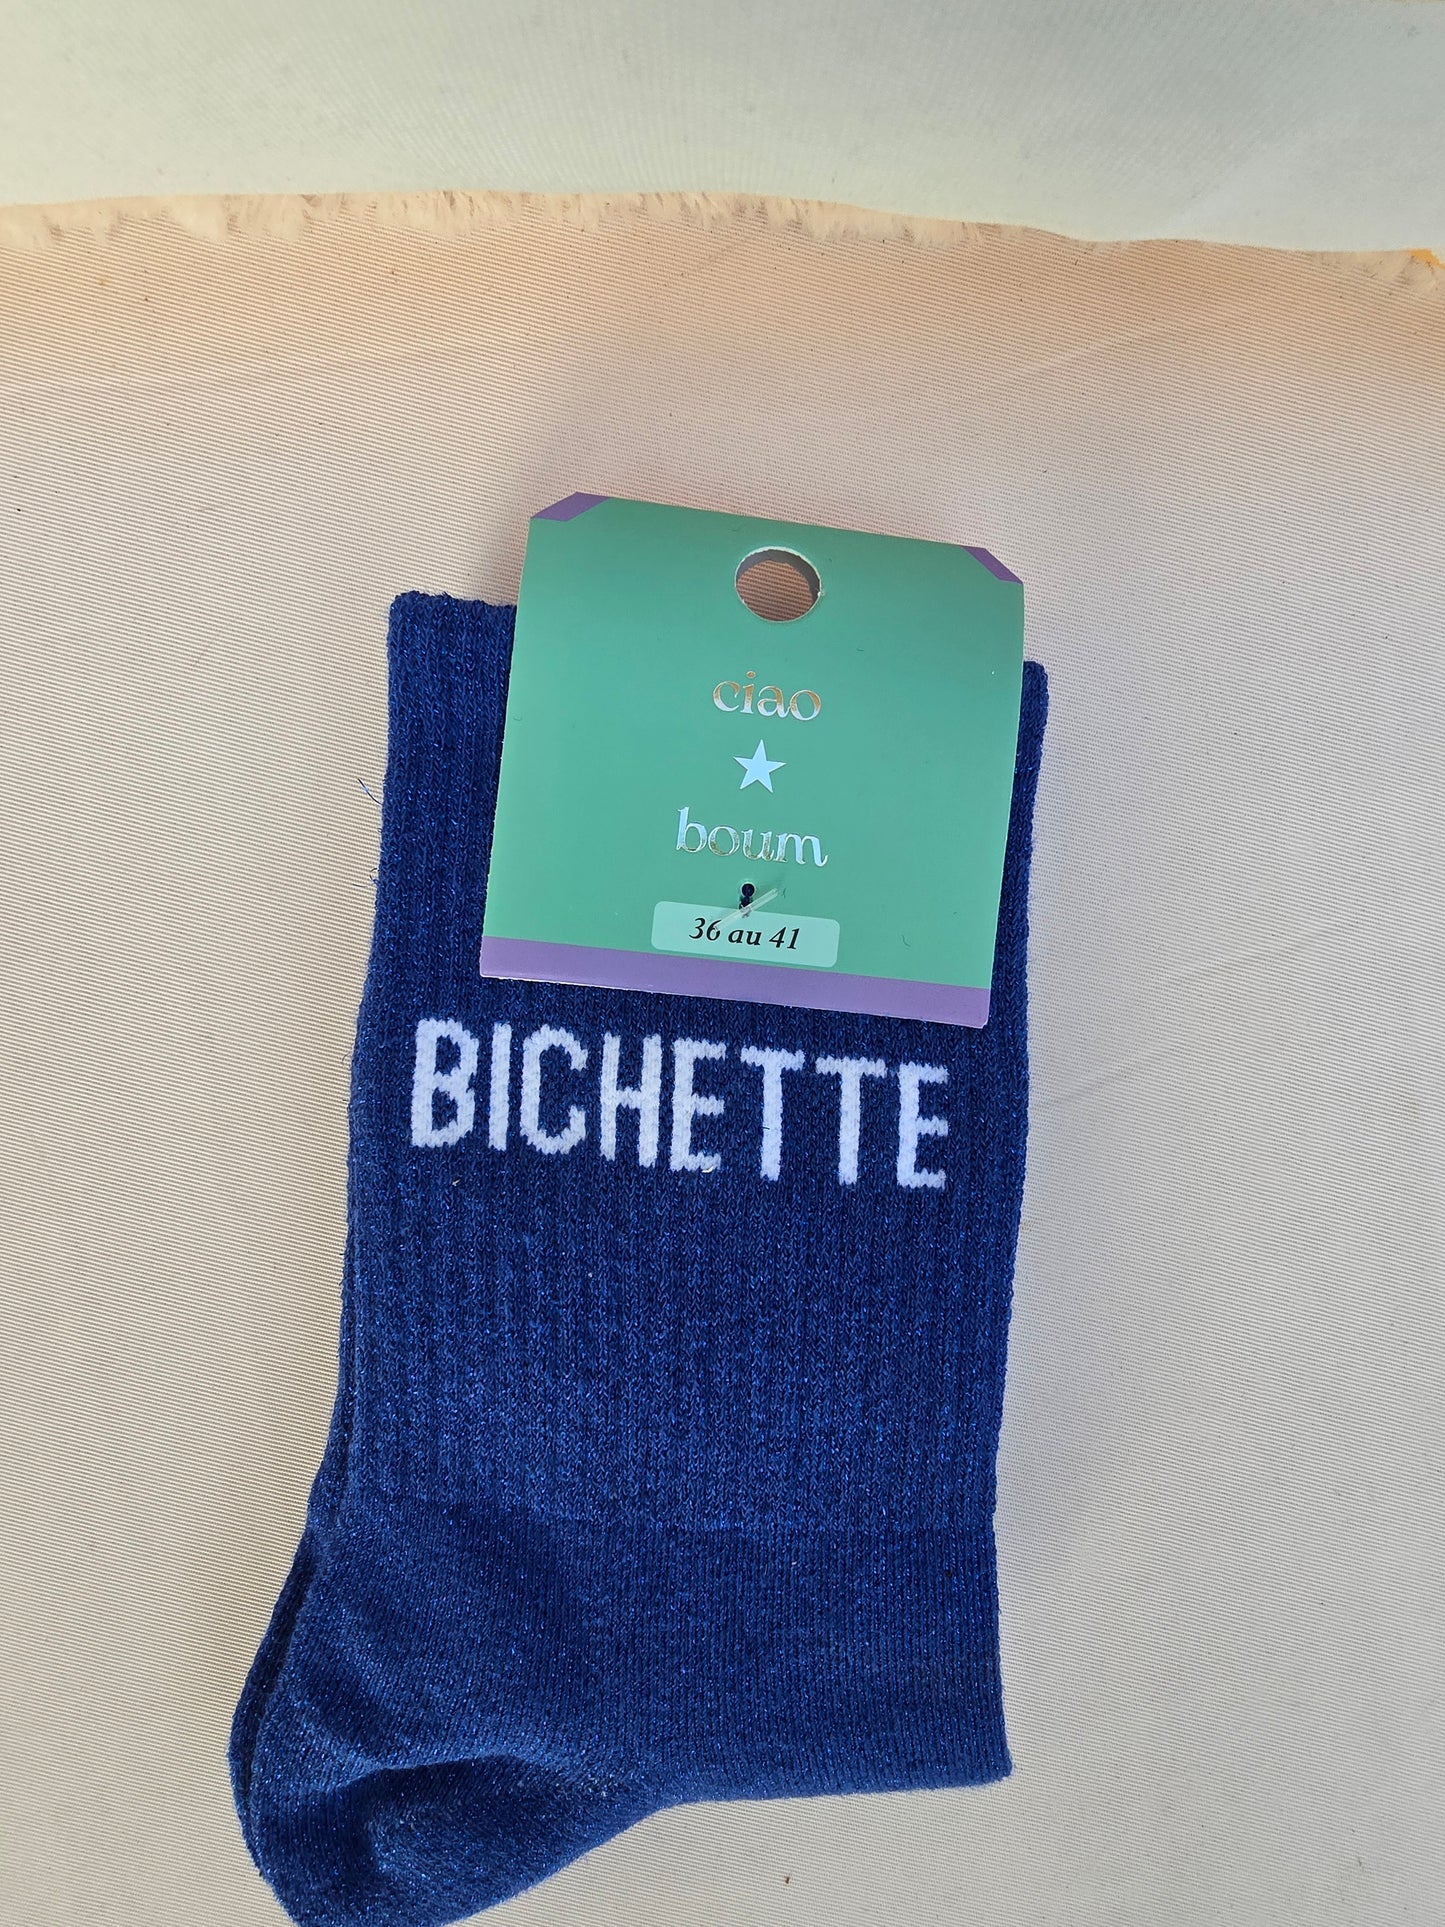 ciao
boum
36 au 41
BICHETTE